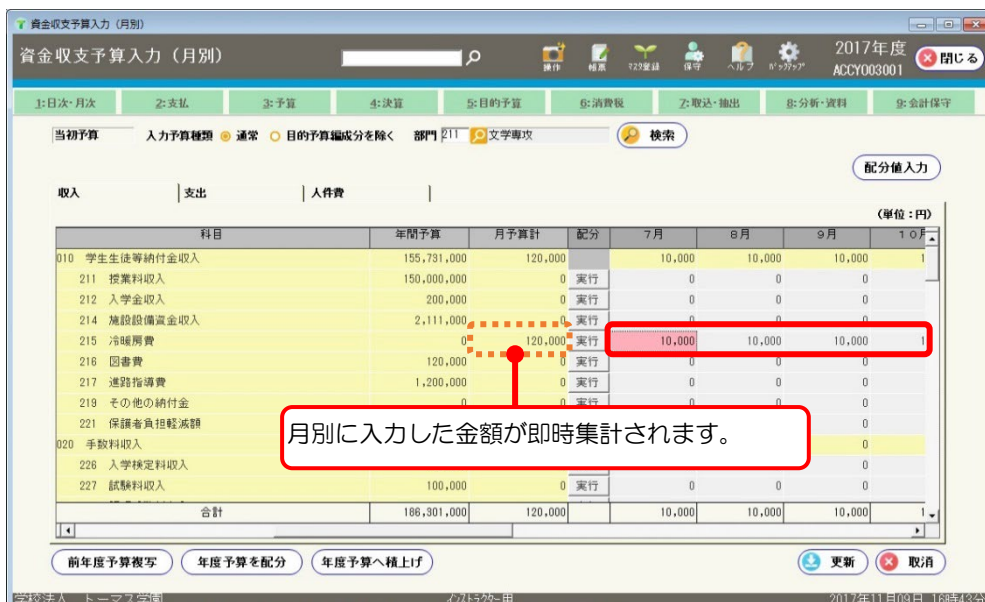 資金収支予算入力（月別）
資金収支予算入力（月別） 操作 帳票 マスタ登録 保守 ヘルプ ﾊﾞｯｸｱｯﾌﾟ 2017年度 ACCY003001 閉じる
1:日次・月次 2:支払 3:予算 4:決算 5:目的予算 6:消費税 7:取込・抽出 8:分析・資料 9:会計保守
当初予算 入力予算種類 通常 目的予算編成分を除く 部門 211 文学専攻 検索
配分値入力
収入 支出 人件費
（単位：円）
科目 年間予算 月予算計 配分 7月 8月 9月 10月
010 学生生徒等納付金収入 155,731,000 120,000 10,000 10,000 10,000 1
211 授業料収入 150,000,000 0 実行 0 0 0
212 入学金収入 200,000 0 実行 0 0 0
214 施設設備資金収入 2,111,000 0 実行 0 0 0
215 冷暖房費 0 120,000 実行 10,000 10,000 10,000 1
216 図書費 120,000 0 実行 0 0 0
217 進路指導費 1,200,000 0 実行 0 0 0
219 その他の納付金 0 0 実行 0 0 0
221 保護者負担軽減額 0
月別に入力した金額が即時集計されます。
020 手数料収入 0
226 入学検定料収入 0
227 試験料収入 100,000 0 実行 0 0 0
合計 186,301,000 120,000 10,000 10,000 10,000 1
前年度予算複写 年度予算を配分 年度予算へ積上げ 更新 取消
学校法人 トーマス学園 ｲﾝｽﾄﾗｸﾀｰ用 2017年11月09日 16時43分